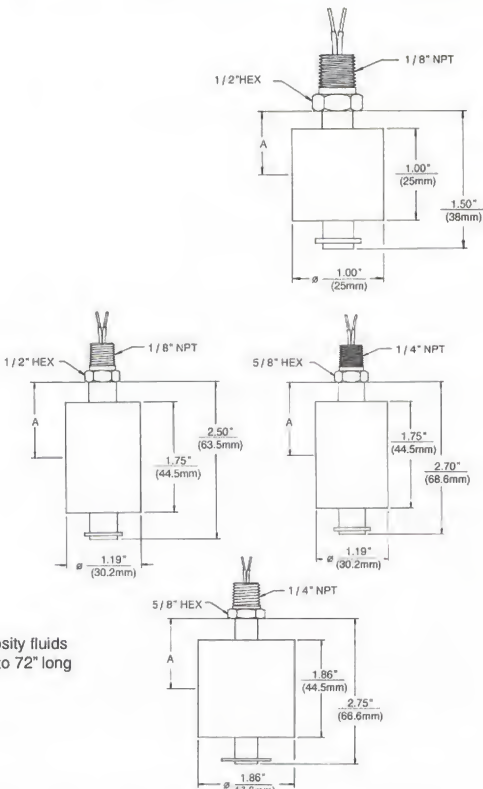 1/8" NPT
1/2"HEX
A
1.00"
(25mm)
1.50"
(38mm)
ø 1.00"
(25mm)
1/8" NPT
1/2" HEX
A
2.50"
(63.5mm)
1.75"
(44.5mm)
ø 1.19"
(30.2mm)
1/4" NPT
5/8" HEX
A
1.75"
(44.5mm)
2.70"
(68.6mm)
ø 1.19"
(30.2mm)
1/4" NPT
5/8" HEX
osity fluids
to 72" long
A
1.86"
(44.5mm)
2.75"
(66.6mm)
ø 1.86"